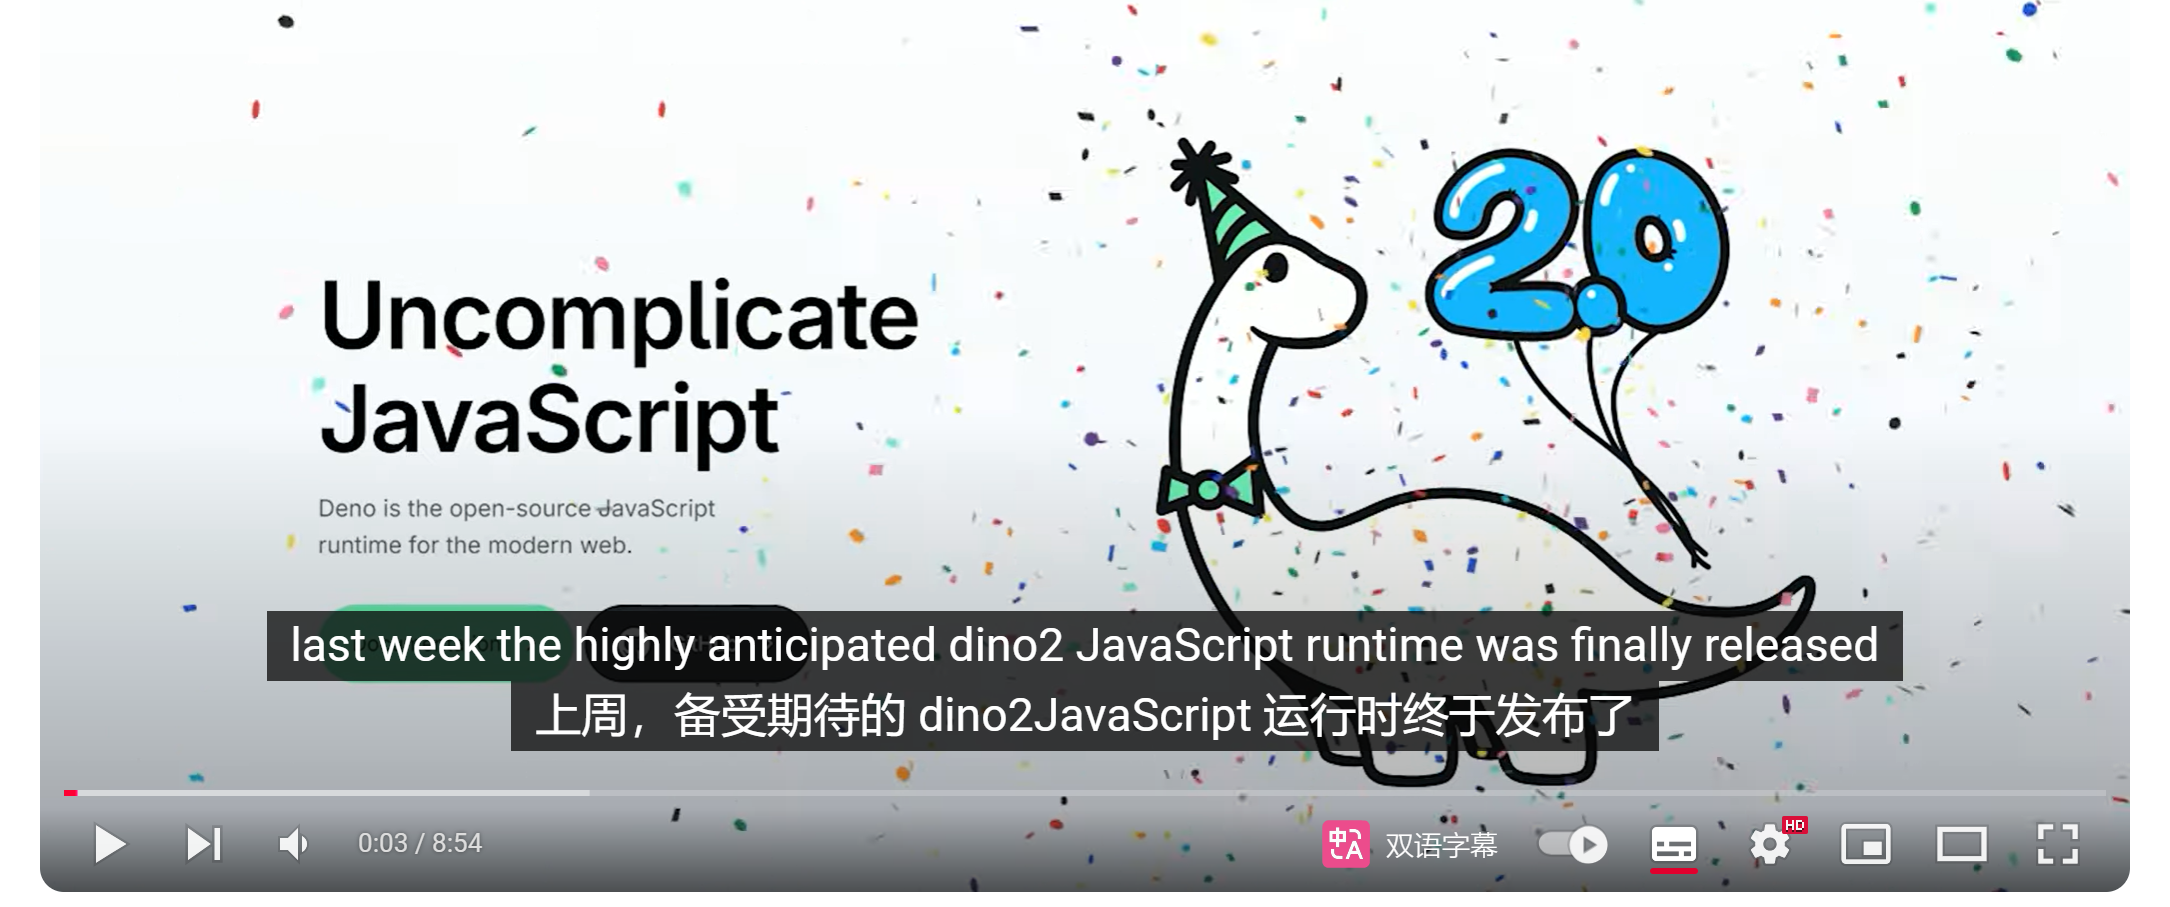 2.0
Uncomplicate
JavaScript
Deno is the open-source JavaScript
runtime for the modern web.
last week the highly anticipated dino2 JavaScript runtime was finally released
上周，备受期待的 dino2JavaScript 运行时终于发布了
0:03 / 8:54
中A
双语字幕
HD